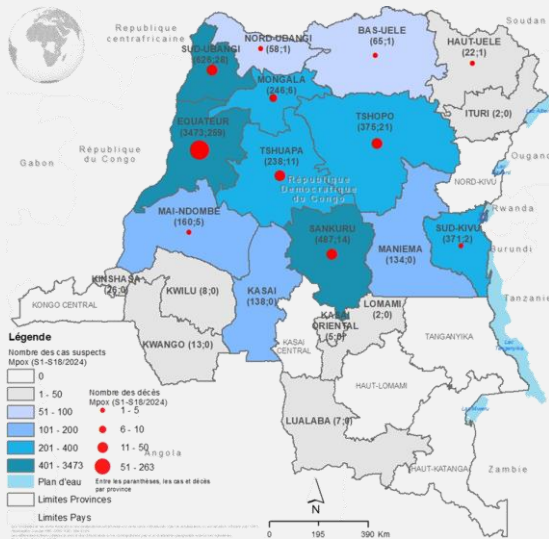 République
centrafricaine
Soudan
NORD-UBANGI
(58;1)
BAS-UELE
(65;1)
HAUT-UELE
(22;1)
SUD-UBANGI
MONGALA
(246;6)
ITURI (2;0)
EQUATEUR
(3473;259)
TSHOPO
(375;21)
Gabon
République
du Congo
TSHUAPA
(238;11)
République
Démocratique
du Congo
Ougand
NORD-KIVU
MAI-NDOMBE
(160;5)
SANKURU
(467;14)
MANIEMA
(134;0)
SUD-KIVU
(371;2)
Rwanda
Burundi
KINSHASA
(26;0)
KONGO CENTRAL
KWILU (8;0)
KASAI
(138;0)
LOMAMI
(2;0)
Tanzanie
KWANGO (13;0)
KASAI
CENTRAL
KASAI
ORIENTAL
TANGANYIKA
Lac
Tanganyika
HAUT-LOMAMI
LUALABA (7;0)
HAUT-KATANGA
Angola
Zambie
Légende
Nombre des cas suspects
Mpox (S1-S18/2024)
0
1 - 50
51 - 100
101 - 200
201 - 400
401 - 3473
Plan d'eau
Limites Provinces
Limites Pays
Nombre des décès
Mpox (S1-S18/2024)
1 - 5
6 - 10
11 - 50
51 - 263
Entre les paranthèses, les cas et décès
par province
N
0 195 390 Km